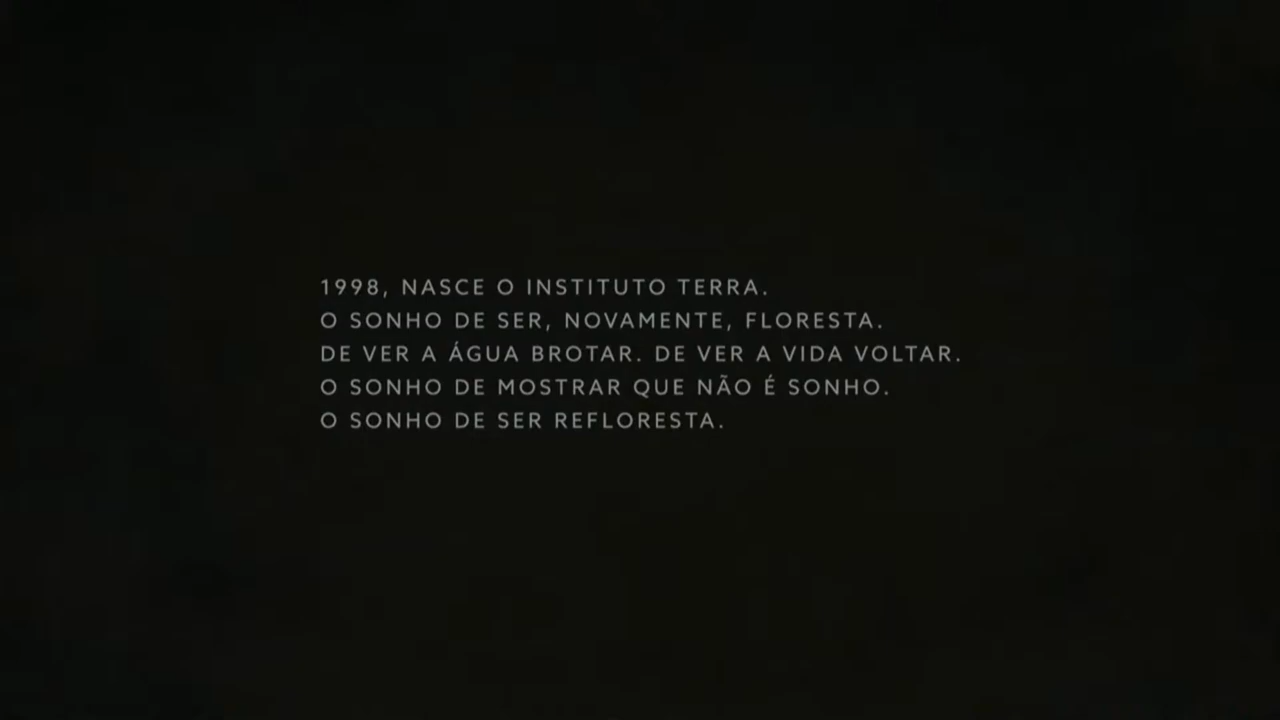 1998, NASCE O INSTITUTO TERRA.
O SONHO DE SER, NOVAMENTE, FLORESTA.
DE VER A ÁGUA BROTAR. DE VER A VIDA VOLTAR.
O SONHO DE MOSTRAR QUE NÃO É SONHO.
O SONHO DE SER REFLORESTA.